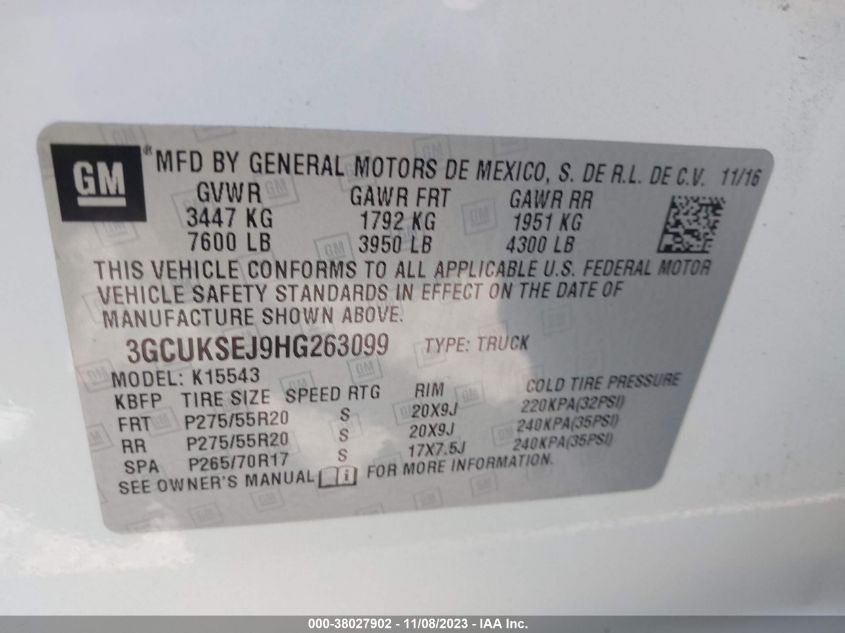 GM ® MFD BY GENERAL MOTORS DE MEXICO, S. DE R.L. DE C.V. 11/16
GVWR GAWR FRT GAWR RR
3447 KG 1792 KG 1951 KG
7600 LB 3950 LB 4300 LB
THIS VEHICLE CONFORMS TO ALL APPLICABLE U.S. FEDERAL MOTOR
VEHICLE SAFETY STANDARDS IN EFFECT ON THE DATE OF
MANUFACTURE SHOWN ABOVE.
3GCUKSEJ9HG263099 TYPE: TRUCK
MODEL: K15543
KBFP TIRE SIZE SPEED RTG RIM COLD TIRE PRESSURE
FRT P275/55R20 S 20X9J 220KPA(32PSI)
RR P275/55R20 S 20X9J 240KPA(35PSI)
SPA P265/70R17 S 17X7.5J 240KPA(35PSI)
SEE OWNER'S MANUAL i FOR MORE INFORMATION.
000-38027902 - 11/08/2023 - IAA Inc.